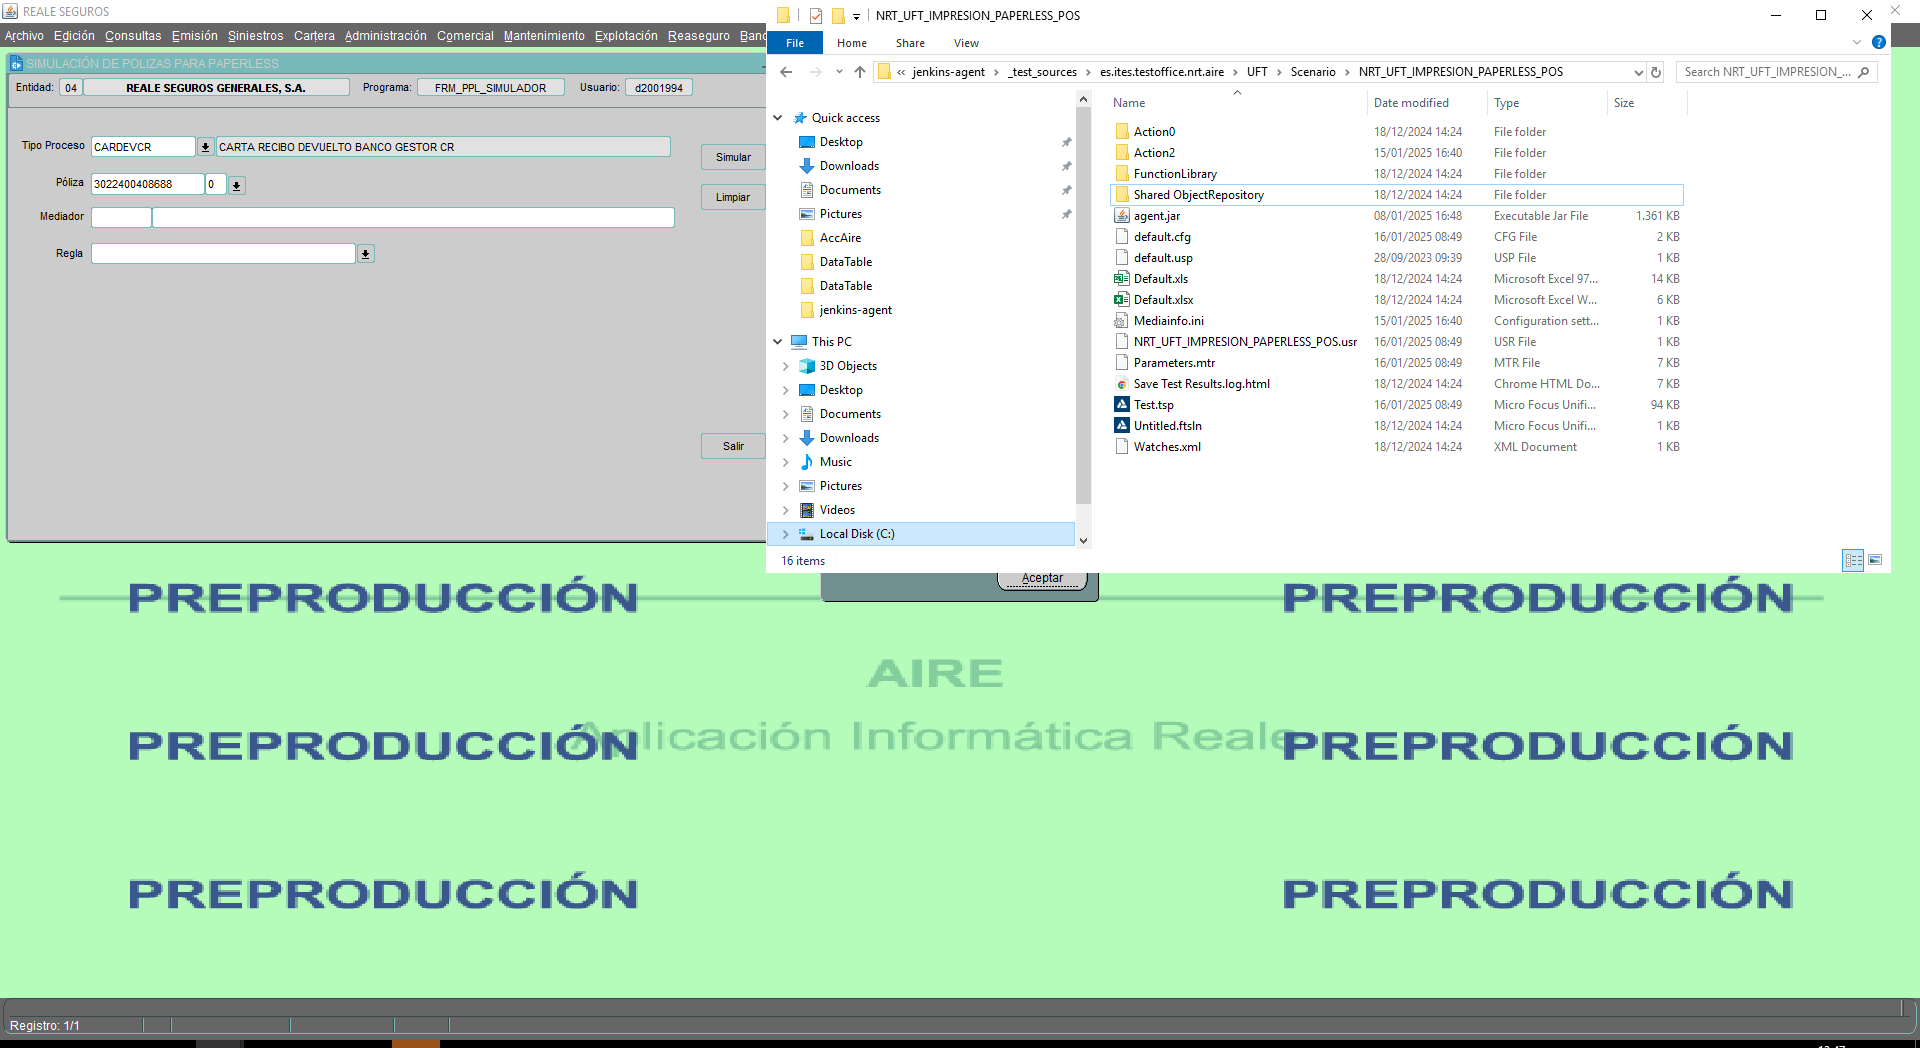 REALE SEGUROS
Archivo Edición Consultas Emisión Siniestros Cartera Administración Comercial Mantenimiento Explotación Reaseguro Banc
SIMULACIÓN DE POLIZAS PARA PAPERLESS
Entidad: 04 REALE SEGUROS GENERALES, S.A. Programa: FRM_PPL_SIMULADOR Usuario: d2001994
Tipo Proceso CARDEVCR CARTA RECIBO DEVUELTO BANCO GESTOR CR
Simular
Póliza 3022400408688 0
Limpiar
Mediador
Regla
Salir
NRT_UFT_IMPRESION_PAPERLESS_POS
File Home Share View
« jenkins-agent › _test_sources › es.ites.testoffice.nrt.aire › UFT › Scenario › NRT_UFT_IMPRESION_PAPERLESS_POS
Search NRT_UFT_IMPRESION_...
Quick access
Desktop
Downloads
Documents
Pictures
AccAire
DataTable
DataTable
jenkins-agent
This PC
3D Objects
Desktop
Documents
Downloads
Music
Pictures
Videos
Local Disk (C:)
Name Date modified Type Size
Action0 18/12/2024 14:24 File folder
Action2 15/01/2025 16:40 File folder
FunctionLibrary 18/12/2024 14:24 File folder
Shared ObjectRepository 18/12/2024 14:24 File folder
agent.jar 08/01/2025 16:48 Executable Jar File 1.361 KB
default.cfg 16/01/2025 08:49 CFG File 2 KB
default.usp 28/09/2023 09:39 USP File 1 KB
Default.xls 18/12/2024 14:24 Microsoft Excel 97... 14 KB
Default.xlsx 18/12/2024 14:24 Microsoft Excel W... 6 KB
Mediainfo.ini 15/01/2025 16:40 Configuration sett... 1 KB
NRT_UFT_IMPRESION_PAPERLESS_POS.usr 16/01/2025 08:49 USR File 1 KB
Parameters.mtr 16/01/2025 08:49 MTR File 7 KB
Save Test Results.log.html 18/12/2024 14:24 Chrome HTML Do... 7 KB
Test.tsp 16/01/2025 08:49 Micro Focus Unifi... 94 KB
Untitled.ftsln 18/12/2024 14:24 Micro Focus Unifi... 1 KB
Watches.xml 18/12/2024 14:24 XML Document 1 KB
16 items
Aceptar
PREPRODUCCIÓN PREPRODUCCIÓN
AIRE
Aplicación Informática Reale
PREPRODUCCIÓN PREPRODUCCIÓN
PREPRODUCCIÓN PREPRODUCCIÓN
Registro: 1/1